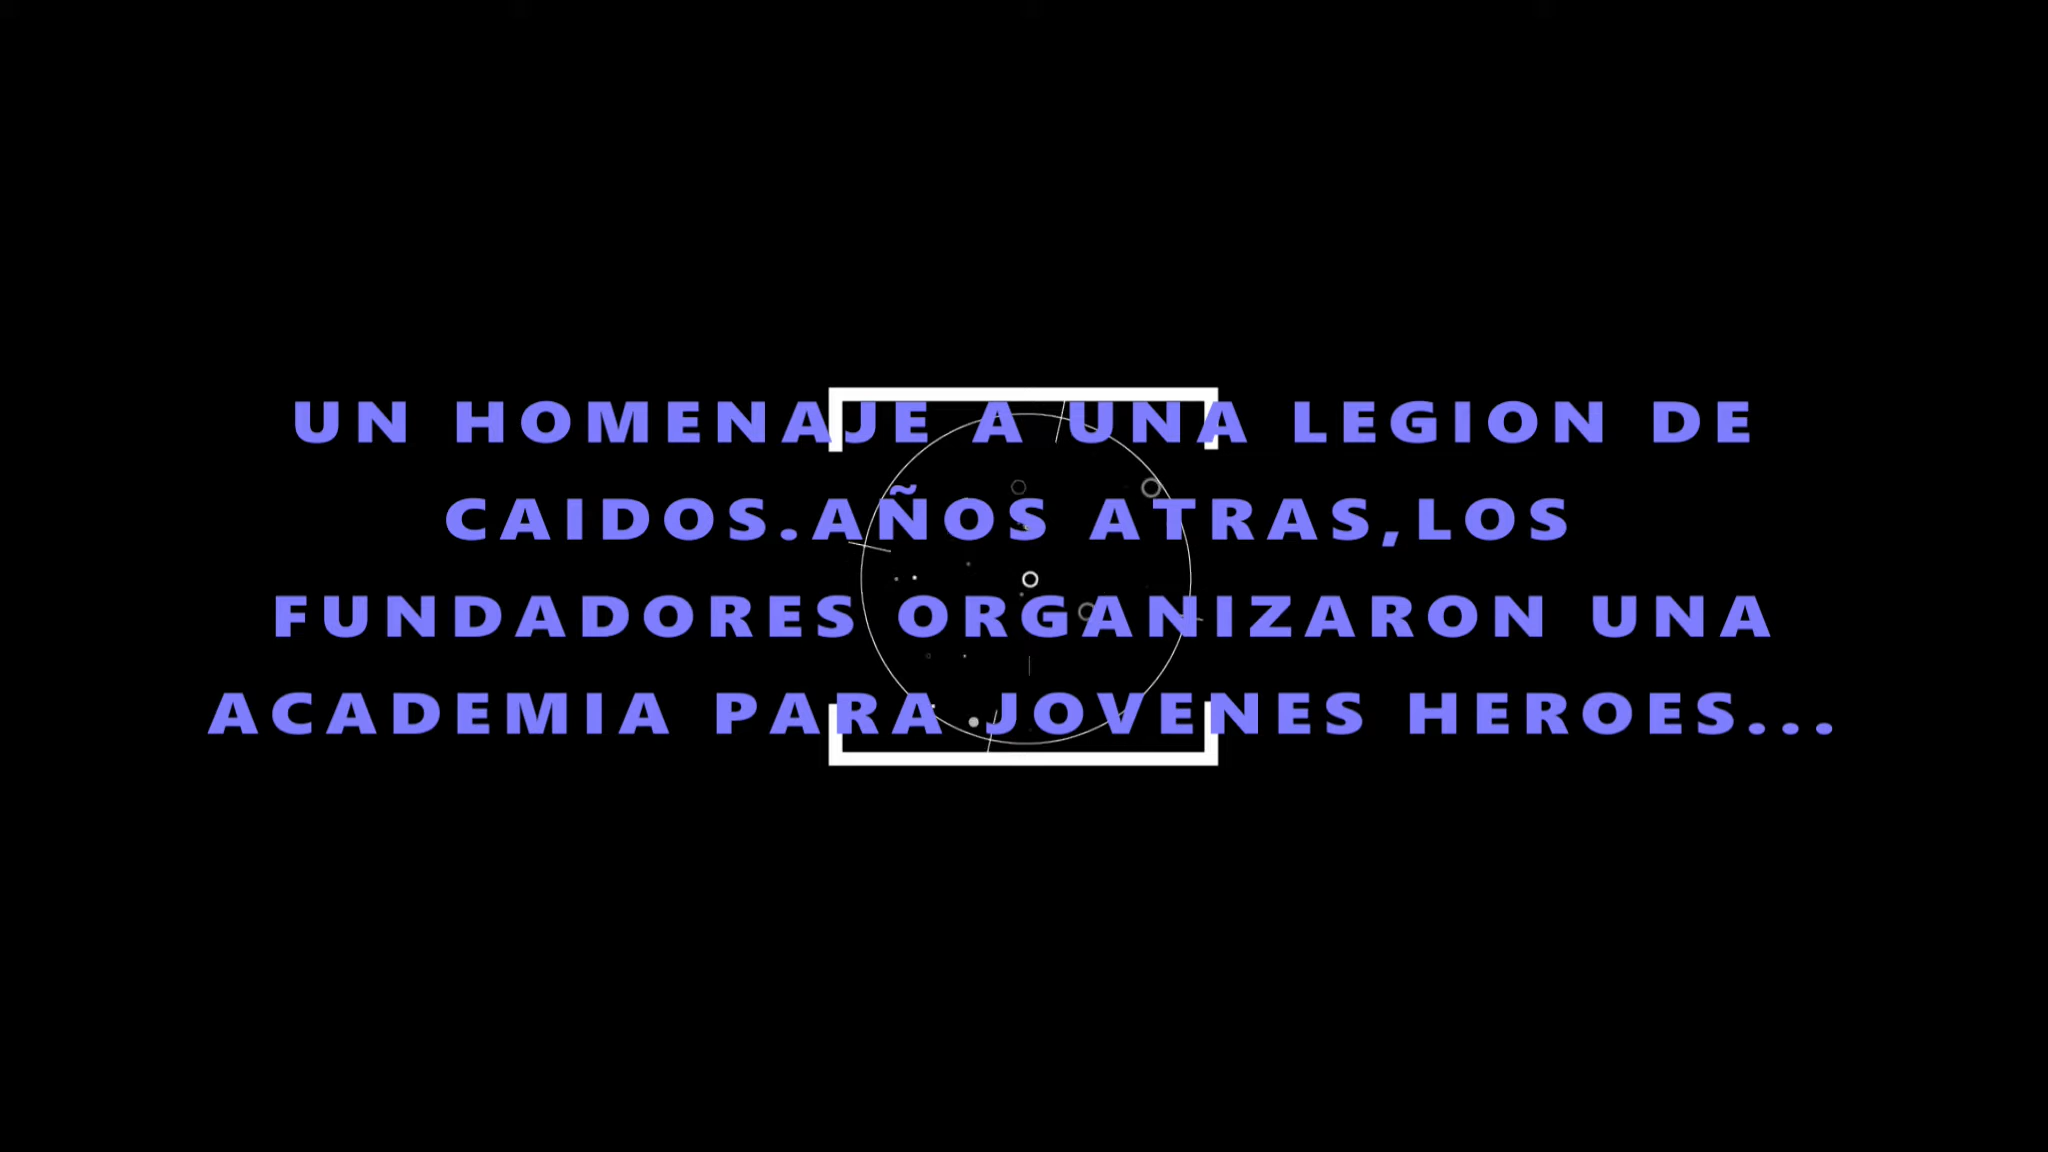 UN HOMENAJE A UNA LEGION DE
CAIDOS.AÑOS ATRAS,LOS
FUNDADORES ORGANIZARON UNA
ACADEMIA PARA JOVENES HEROES...